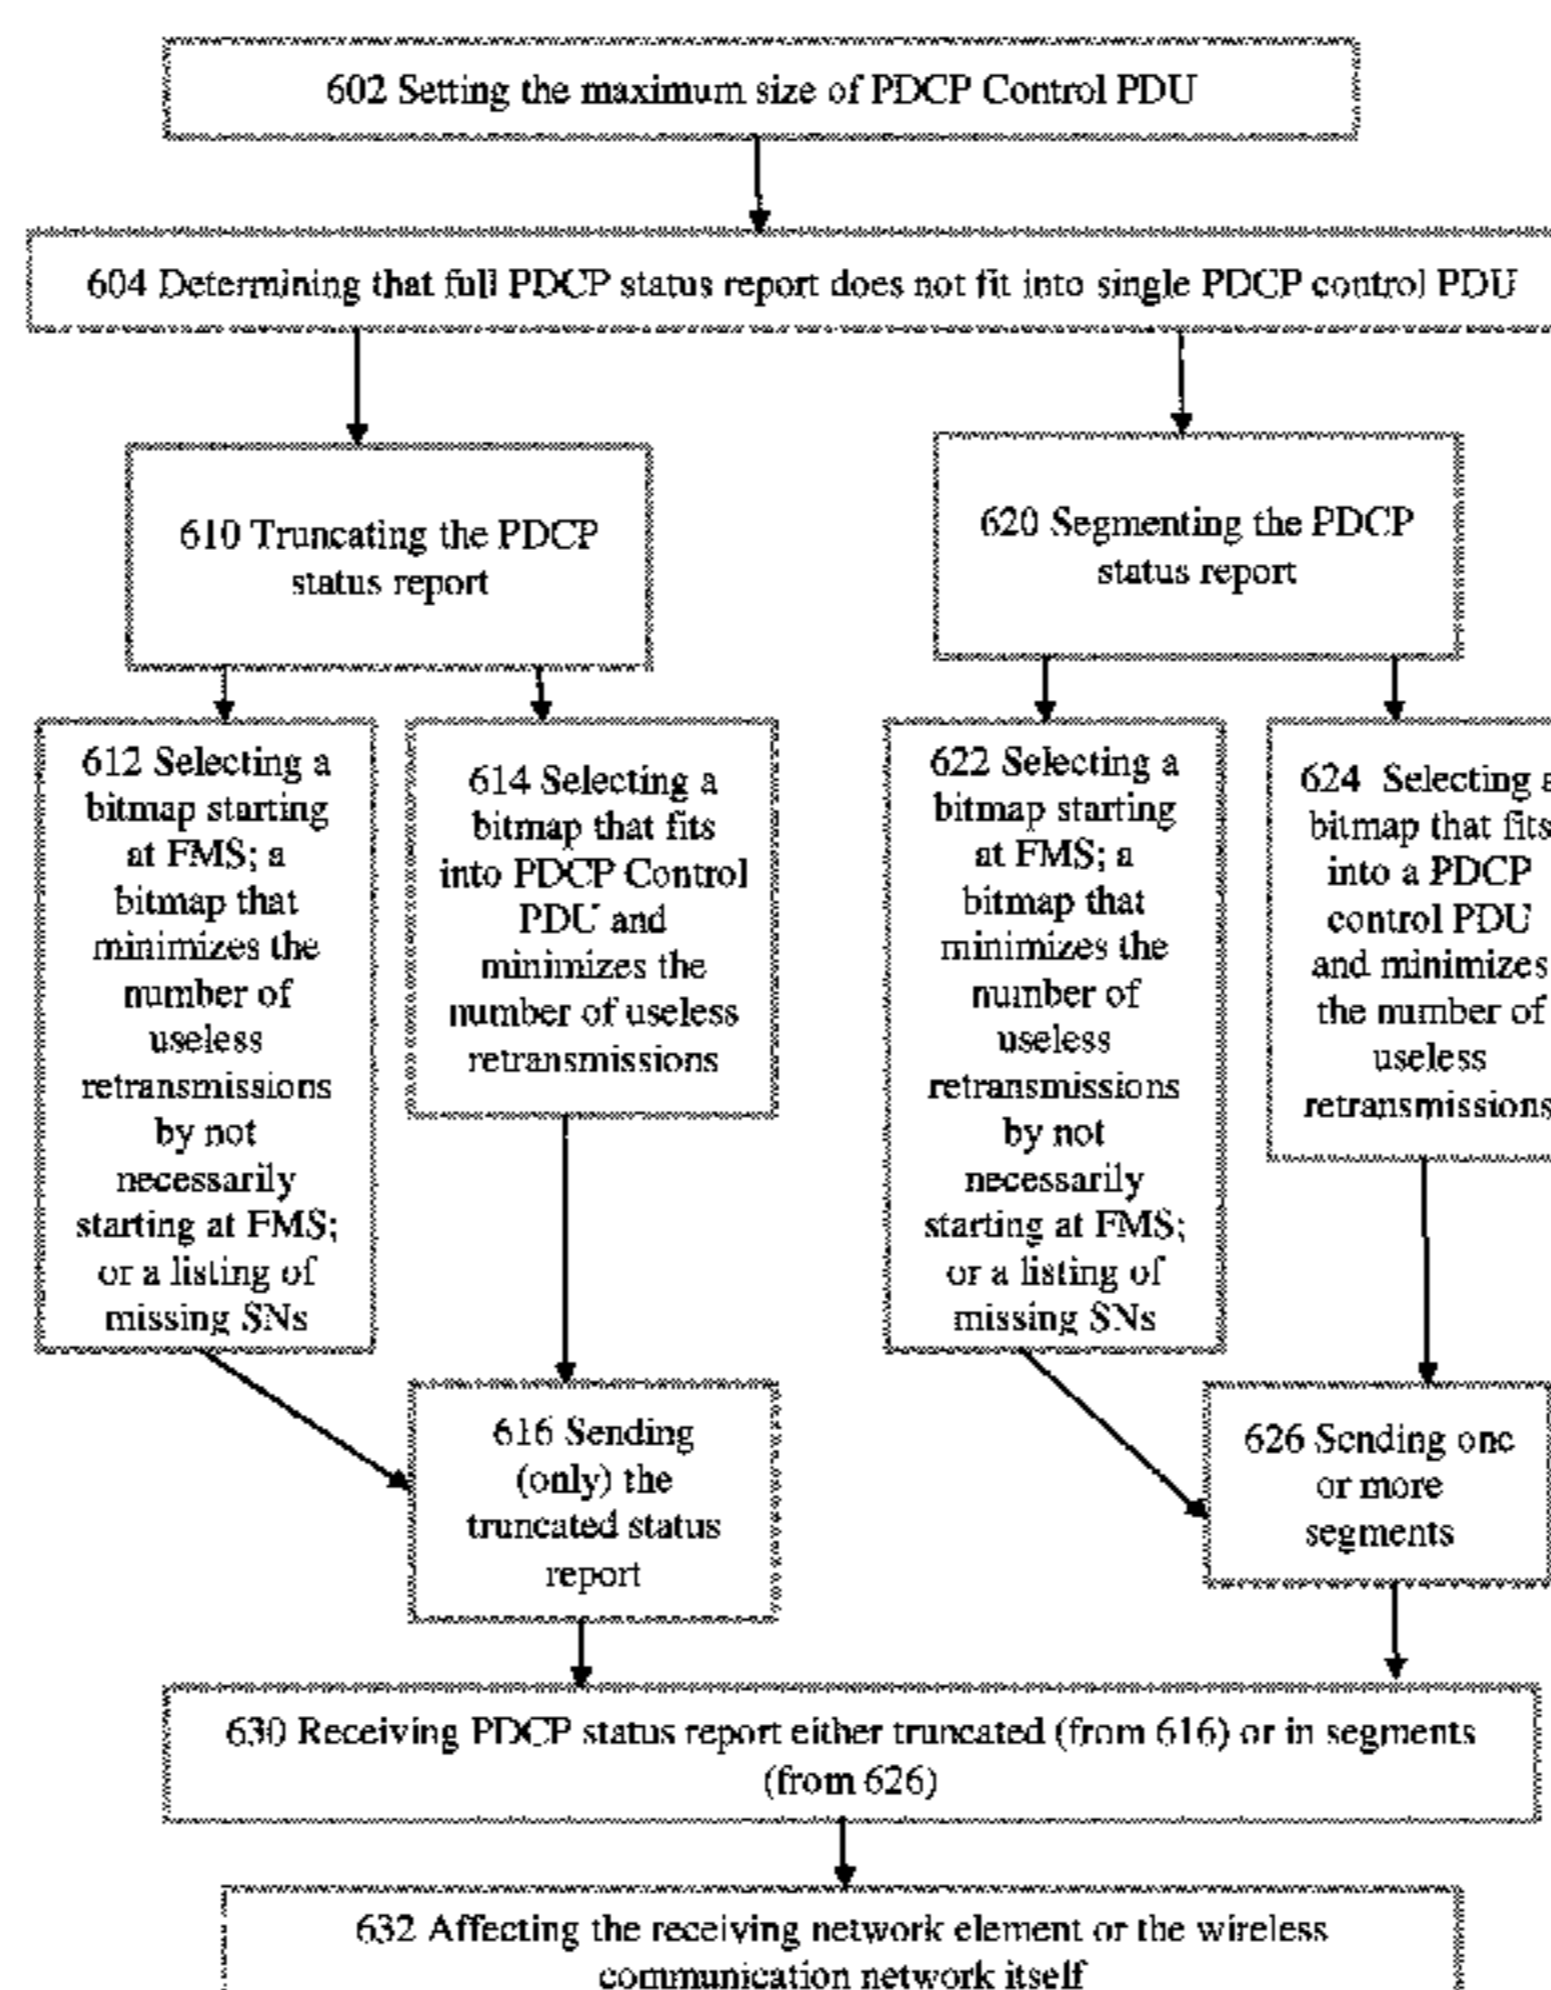 602 Setting the maximum size of PDCP Control PDU
604 Determining that full PDCP status report does not fit into single PDCP control PDU
610 Truncating the PDCP
status report
620 Segmenting the PDCP
status report
612 Selecting a
bitmap starting
at FMS; a
bitmap that
minimizes the
number of
useless
retransmissions
by not
necessarily
starting at FMS;
or a listing of
missing SNs
614 Selecting a
bitmap that fits
into PDCP Control
PDU and
minimizes the
number of useless
retransmissions
622 Selecting a
bitmap starting
at FMS; a
bitmap that
minimizes the
number of
useless
retransmissions
by not
necessarily
starting at FMS;
or a listing of
missing SNs
624 Selecting a
bitmap that fits
into a PDCP
control PDU
and minimizes
the number of
useless
retransmissions
616 Sending
(only) the
truncated status
report
626 Sending one
or more
segments
630 Receiving PDCP status report either truncated (from 616) or in segments
(from 626)
632 Affecting the receiving network element or the wireless
communication network itself